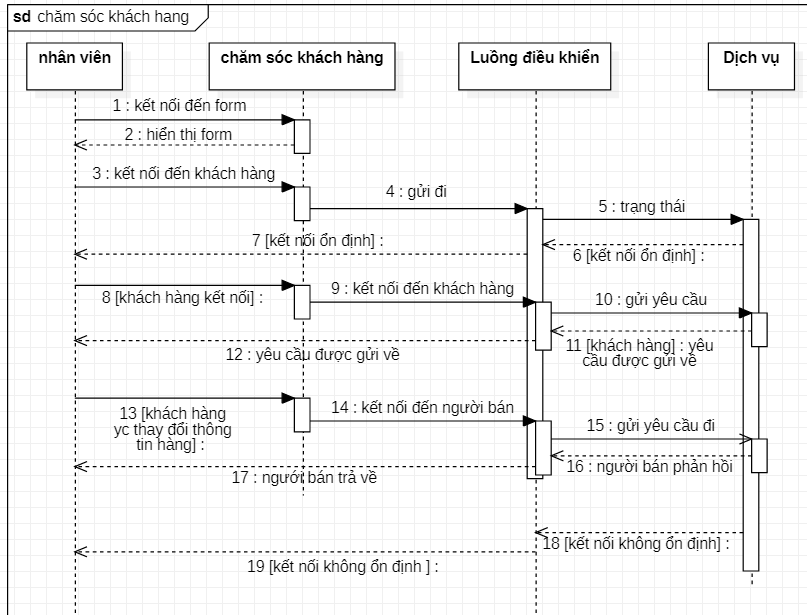 sd chăm sóc khách hang
nhân viên
chăm sóc khách hàng
Luồng điều khiển
Dịch vụ
1 : kết nối đến form
2 : hiển thị form
3 : kết nối đến khách hàng
4 : gửi đi
5 : trạng thái
6 [kết nối ổn định] :
7 [kết nối ổn định] :
8 [khách hàng kết nối] :
9 : kết nối đến khách hàng
10 : gửi yêu cầu
11 [khách hàng] : yêu
cầu được gửi về
12 : yêu cầu được gửi về
13 [khách hàng
yc thay đổi thông
tin hàng] :
14 : kết nối đến người bán
15 : gửi yêu cầu đi
16 : người bán phản hồi
17 : người bán trả về
18 [kết nối không ổn định] :
19 [kết nối không ổn định ] :